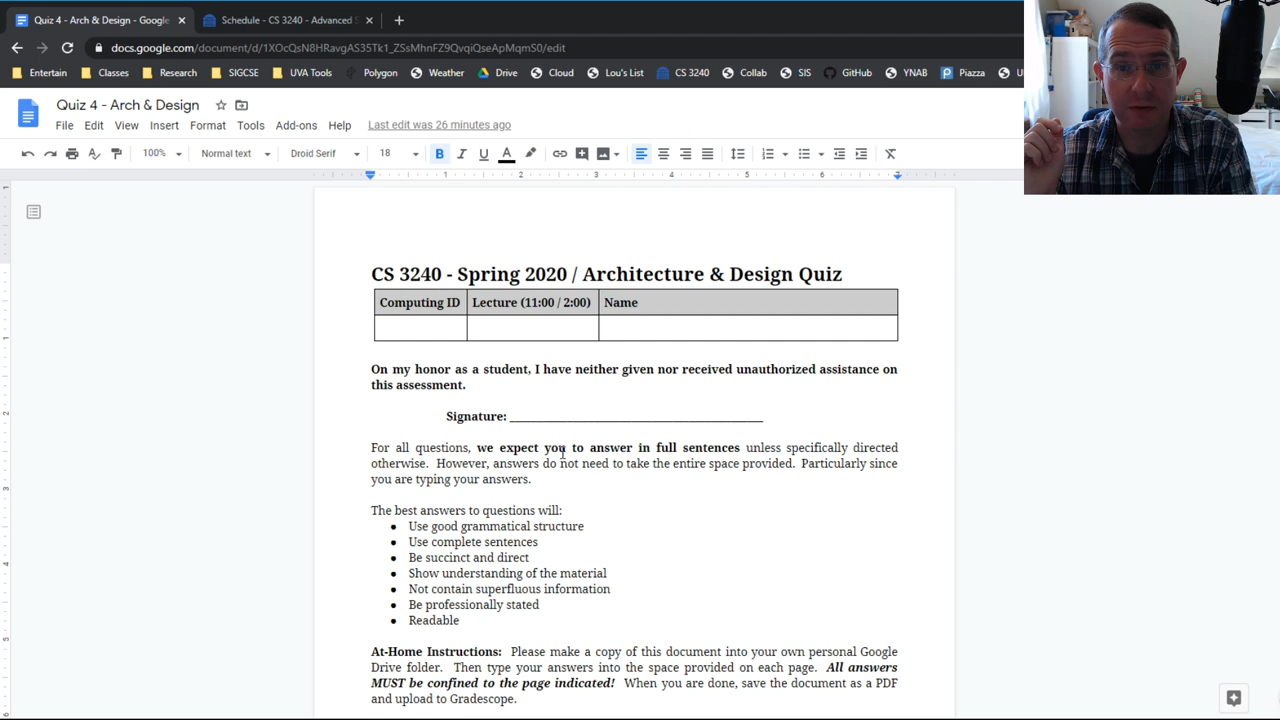 Quiz 4 - Arch & Design - Google
Schedule - CS 3240 - Advanced S
docs.google.com/document/d/1XOcQsN8HRavgAS35Tk1_ZSsMhnFZ9QvqiQseApMqmS0/edit
Entertain Classes Research SIGCSE UVA Tools Polygon Weather Drive Cloud Lou's List CS 3240 Collab SIS GitHub YNAB Piazza
Quiz 4 - Arch & Design
File Edit View Insert Format Tools Add-ons Help Last edit was 26 minutes ago
100% Normal text Droid Serif 18 B I U A
1 2 3 4 5 6 7
CS 3240 - Spring 2020 / Architecture & Design Quiz
Computing ID Lecture (11:00 / 2:00) Name
On my honor as a student, I have neither given nor received unauthorized assistance on
this assessment.
Signature: ___________________________________
For all questions, we expect you to answer in full sentences unless specifically directed
otherwise. However, answers do not need to take the entire space provided. Particularly since
you are typing your answers.
The best answers to questions will:
● Use good grammatical structure
● Use complete sentences
● Be succinct and direct
● Show understanding of the material
● Not contain superfluous information
● Be professionally stated
● Readable
At-Home Instructions: Please make a copy of this document into your own personal Google
Drive folder. Then type your answers into the space provided on each page. All answers
MUST be confined to the page indicated! When you are done, save the document as a PDF
and upload to Gradescope.